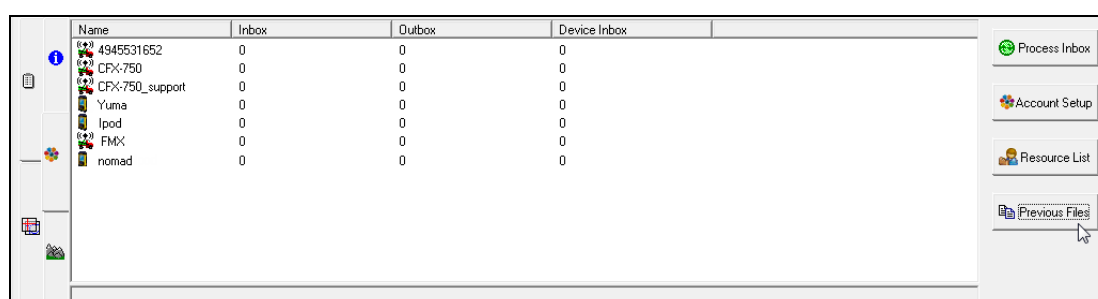 Name Inbox Outbox Device Inbox
4945531652 0 0 0
CFX-750 0 0 0
CFX-750_support 0 0 0
Yuma 0 0 0
Ipod 0 0 0
FMX 0 0 0
nomad 0 0 0
Process Inbox
Account Setup
Resource List
Previous Files